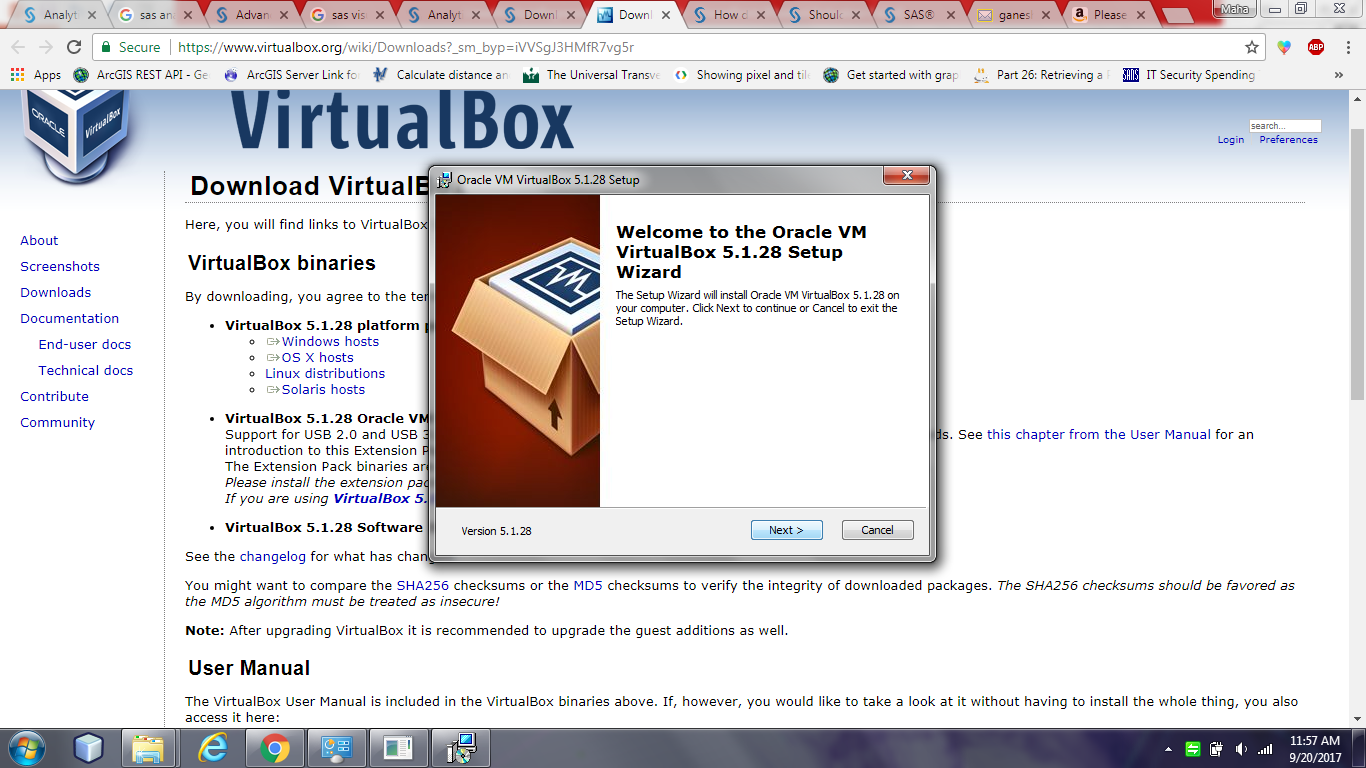 Analyt
sas ana
Advan
sas vis
Analyt
Downl
Downl
How d
Should
SAS®
ganesh
Please
Maha
Secure
https://www.virtualbox.org/wiki/Downloads?_sm_byp=iVVSgJ3HMfR7vg5r
ABP
Apps
ArcGIS REST API - Ge
ArcGIS Server Link fo
Calculate distance an
The Universal Transve
Showing pixel and tile
Get started with grap
Part 26: Retrieving a R
SANS
IT Security Spending
»
ORACLE
VirtualBox
VirtualBox
search...
Login
Preferences
About
Screenshots
Downloads
Documentation
End-user docs
Technical docs
Contribute
Community
Download VirtualB
Here, you will find links to VirtualBox
VirtualBox binaries
By downloading, you agree to the ter
VirtualBox 5.1.28 platform p
Windows hosts
OS X hosts
Linux distributions
Solaris hosts
VirtualBox 5.1.28 Oracle VM
Support for USB 2.0 and USB 3 ds. See this chapter from the User Manual for an
introduction to this Extension P
The Extension Pack binaries are
Please install the extension pac
If you are using VirtualBox 5.
VirtualBox 5.1.28 Software
See the changelog for what has chan
You might want to compare the SHA256 checksums or the MD5 checksums to verify the integrity of downloaded packages. The SHA256 checksums should be favored as
the MD5 algorithm must be treated as insecure!
Note: After upgrading VirtualBox it is recommended to upgrade the guest additions as well.
User Manual
The VirtualBox User Manual is included in the VirtualBox binaries above. If, however, you would like to take a look at it without having to install the whole thing, you also
access it here:
Oracle VM VirtualBox 5.1.28 Setup
Welcome to the Oracle VM
VirtualBox 5.1.28 Setup
Wizard
The Setup Wizard will install Oracle VM VirtualBox 5.1.28 on
your computer. Click Next to continue or Cancel to exit the
Setup Wizard.
Version 5.1.28
Next >
Cancel
11:57 AM
9/20/2017